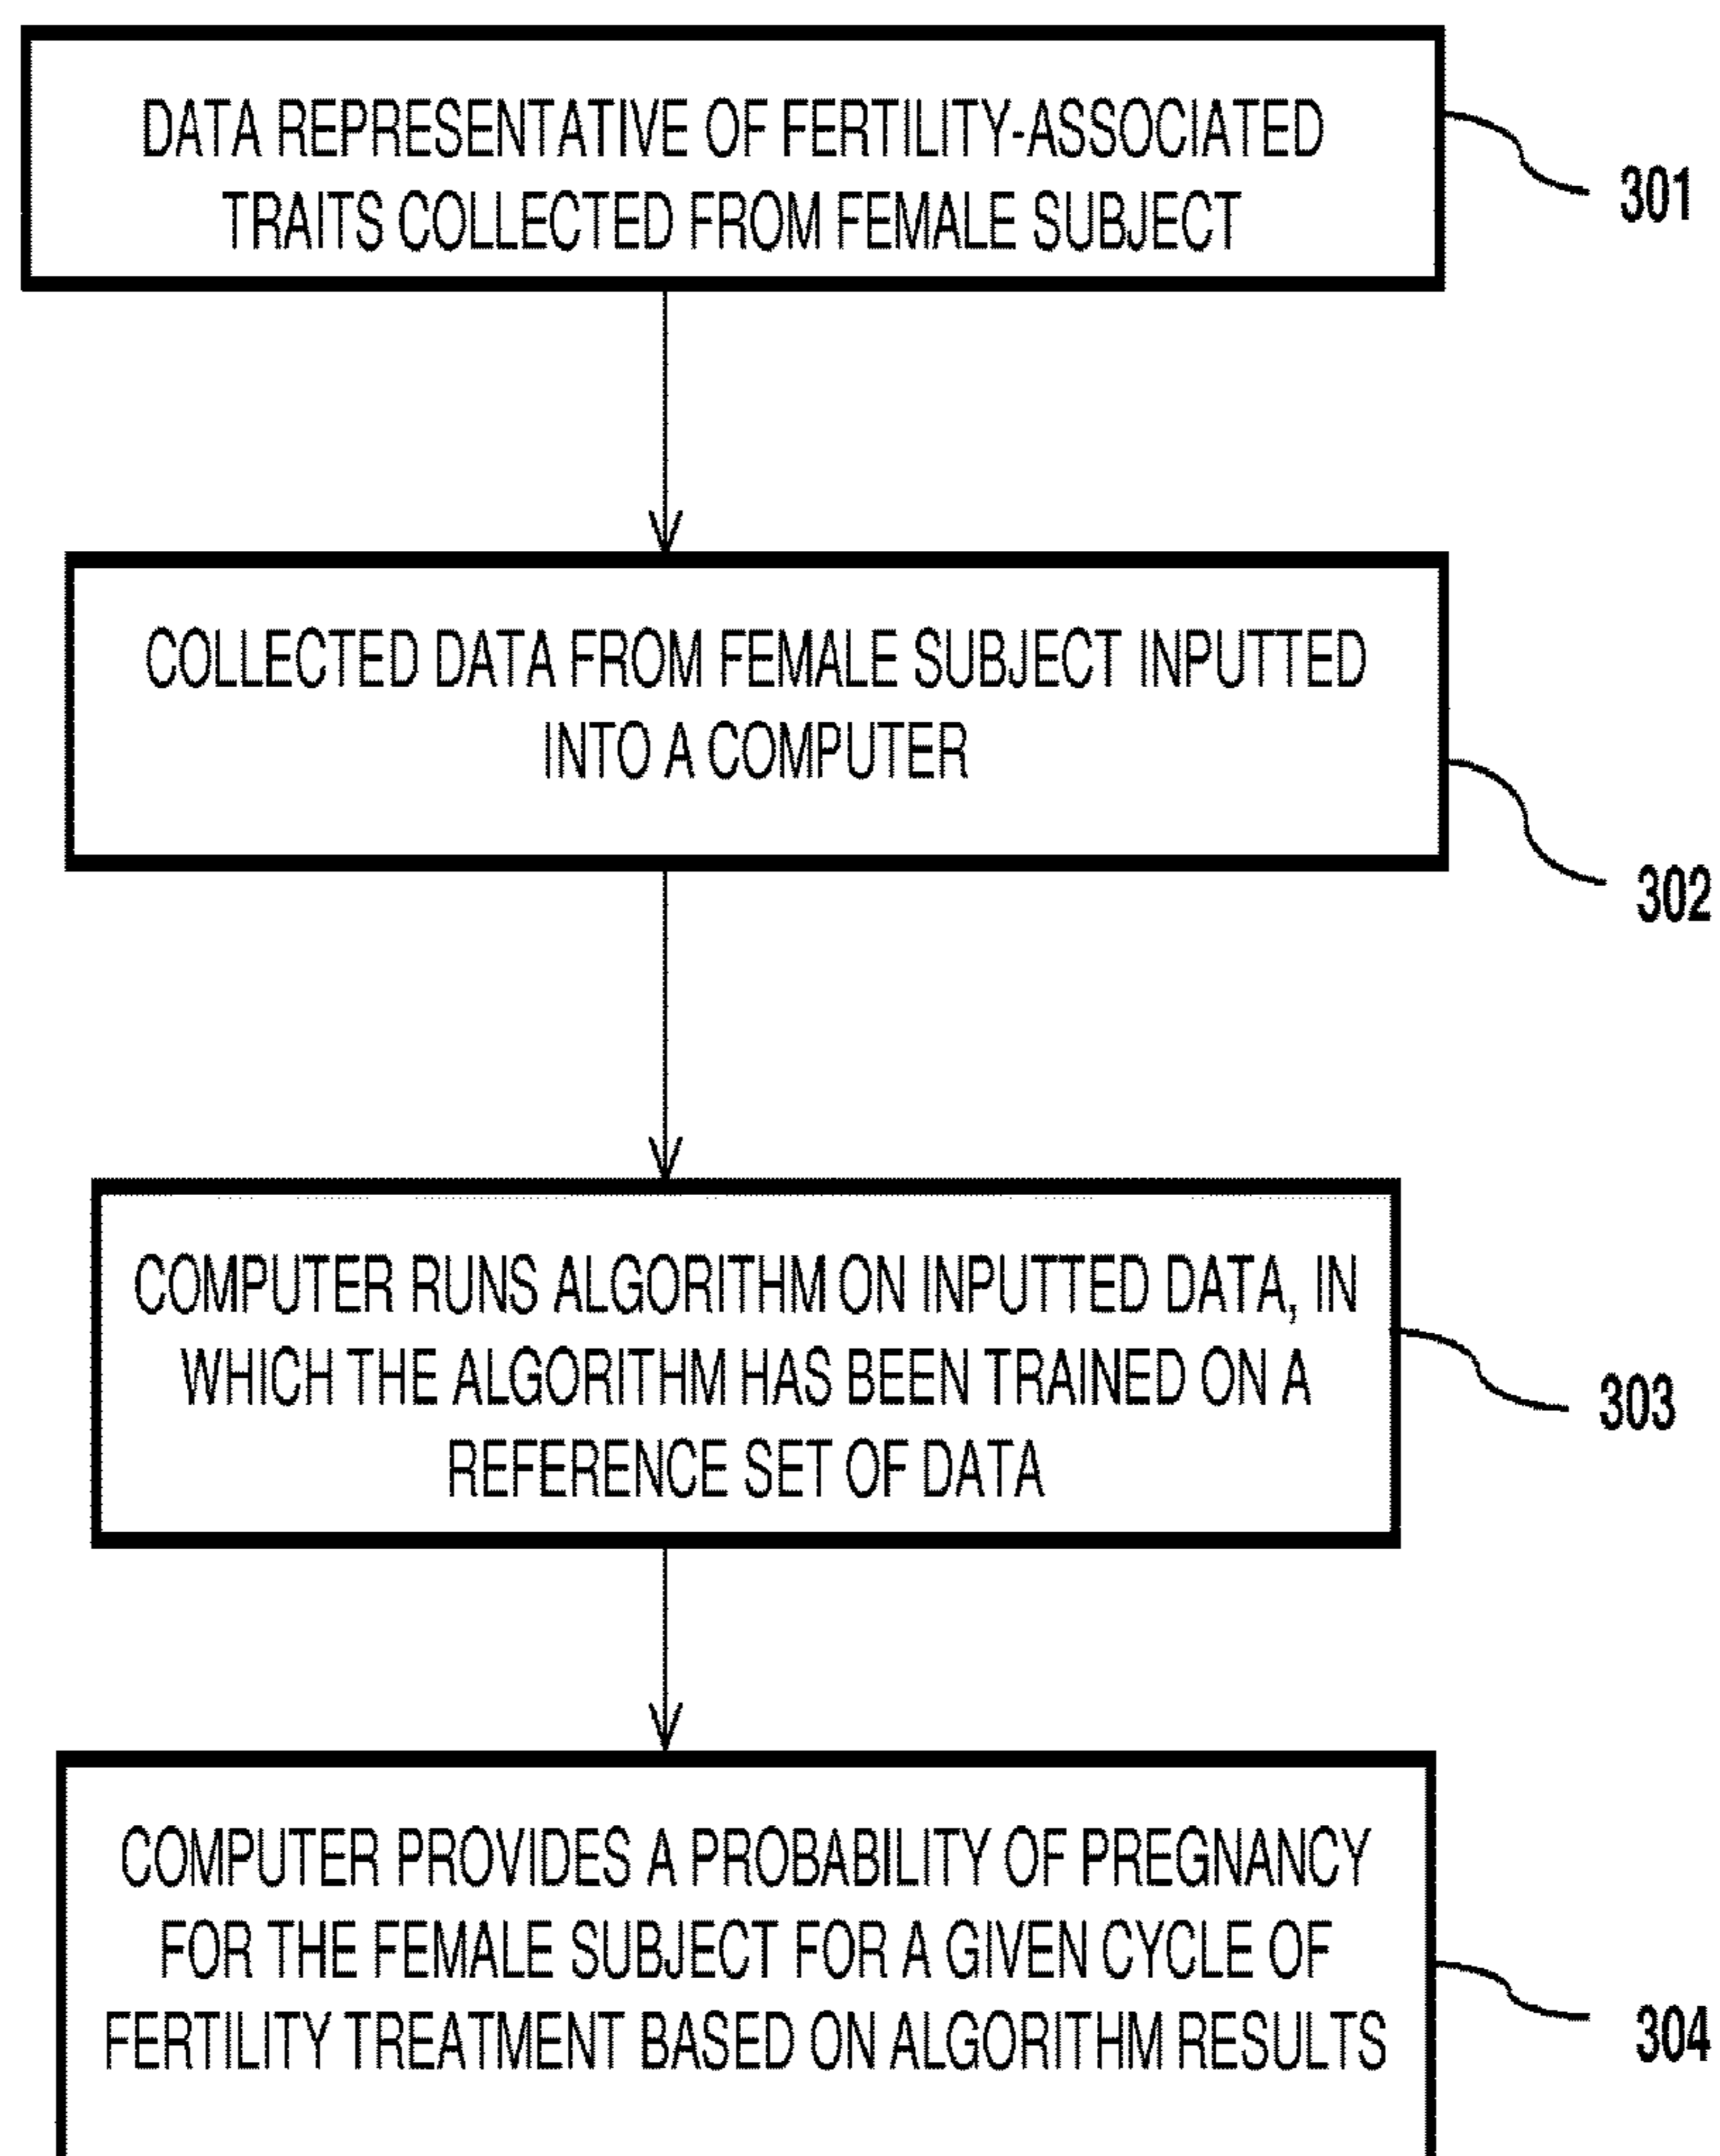 DATA REPRESENTATIVE OF FERTILITY-ASSOCIATED
TRAITS COLLECTED FROM FEMALE SUBJECT
301
COLLECTED DATA FROM FEMALE SUBJECT INPUTTED
INTO A COMPUTER
302
COMPUTER RUNS ALGORITHM ON INPUTTED DATA, IN
WHICH THE ALGORITHM HAS BEEN TRAINED ON A
REFERENCE SET OF DATA
303
COMPUTER PROVIDES A PROBABILITY OF PREGNANCY
FOR THE FEMALE SUBJECT FOR A GIVEN CYCLE OF
FERTILITY TREATMENT BASED ON ALGORITHM RESULTS
304